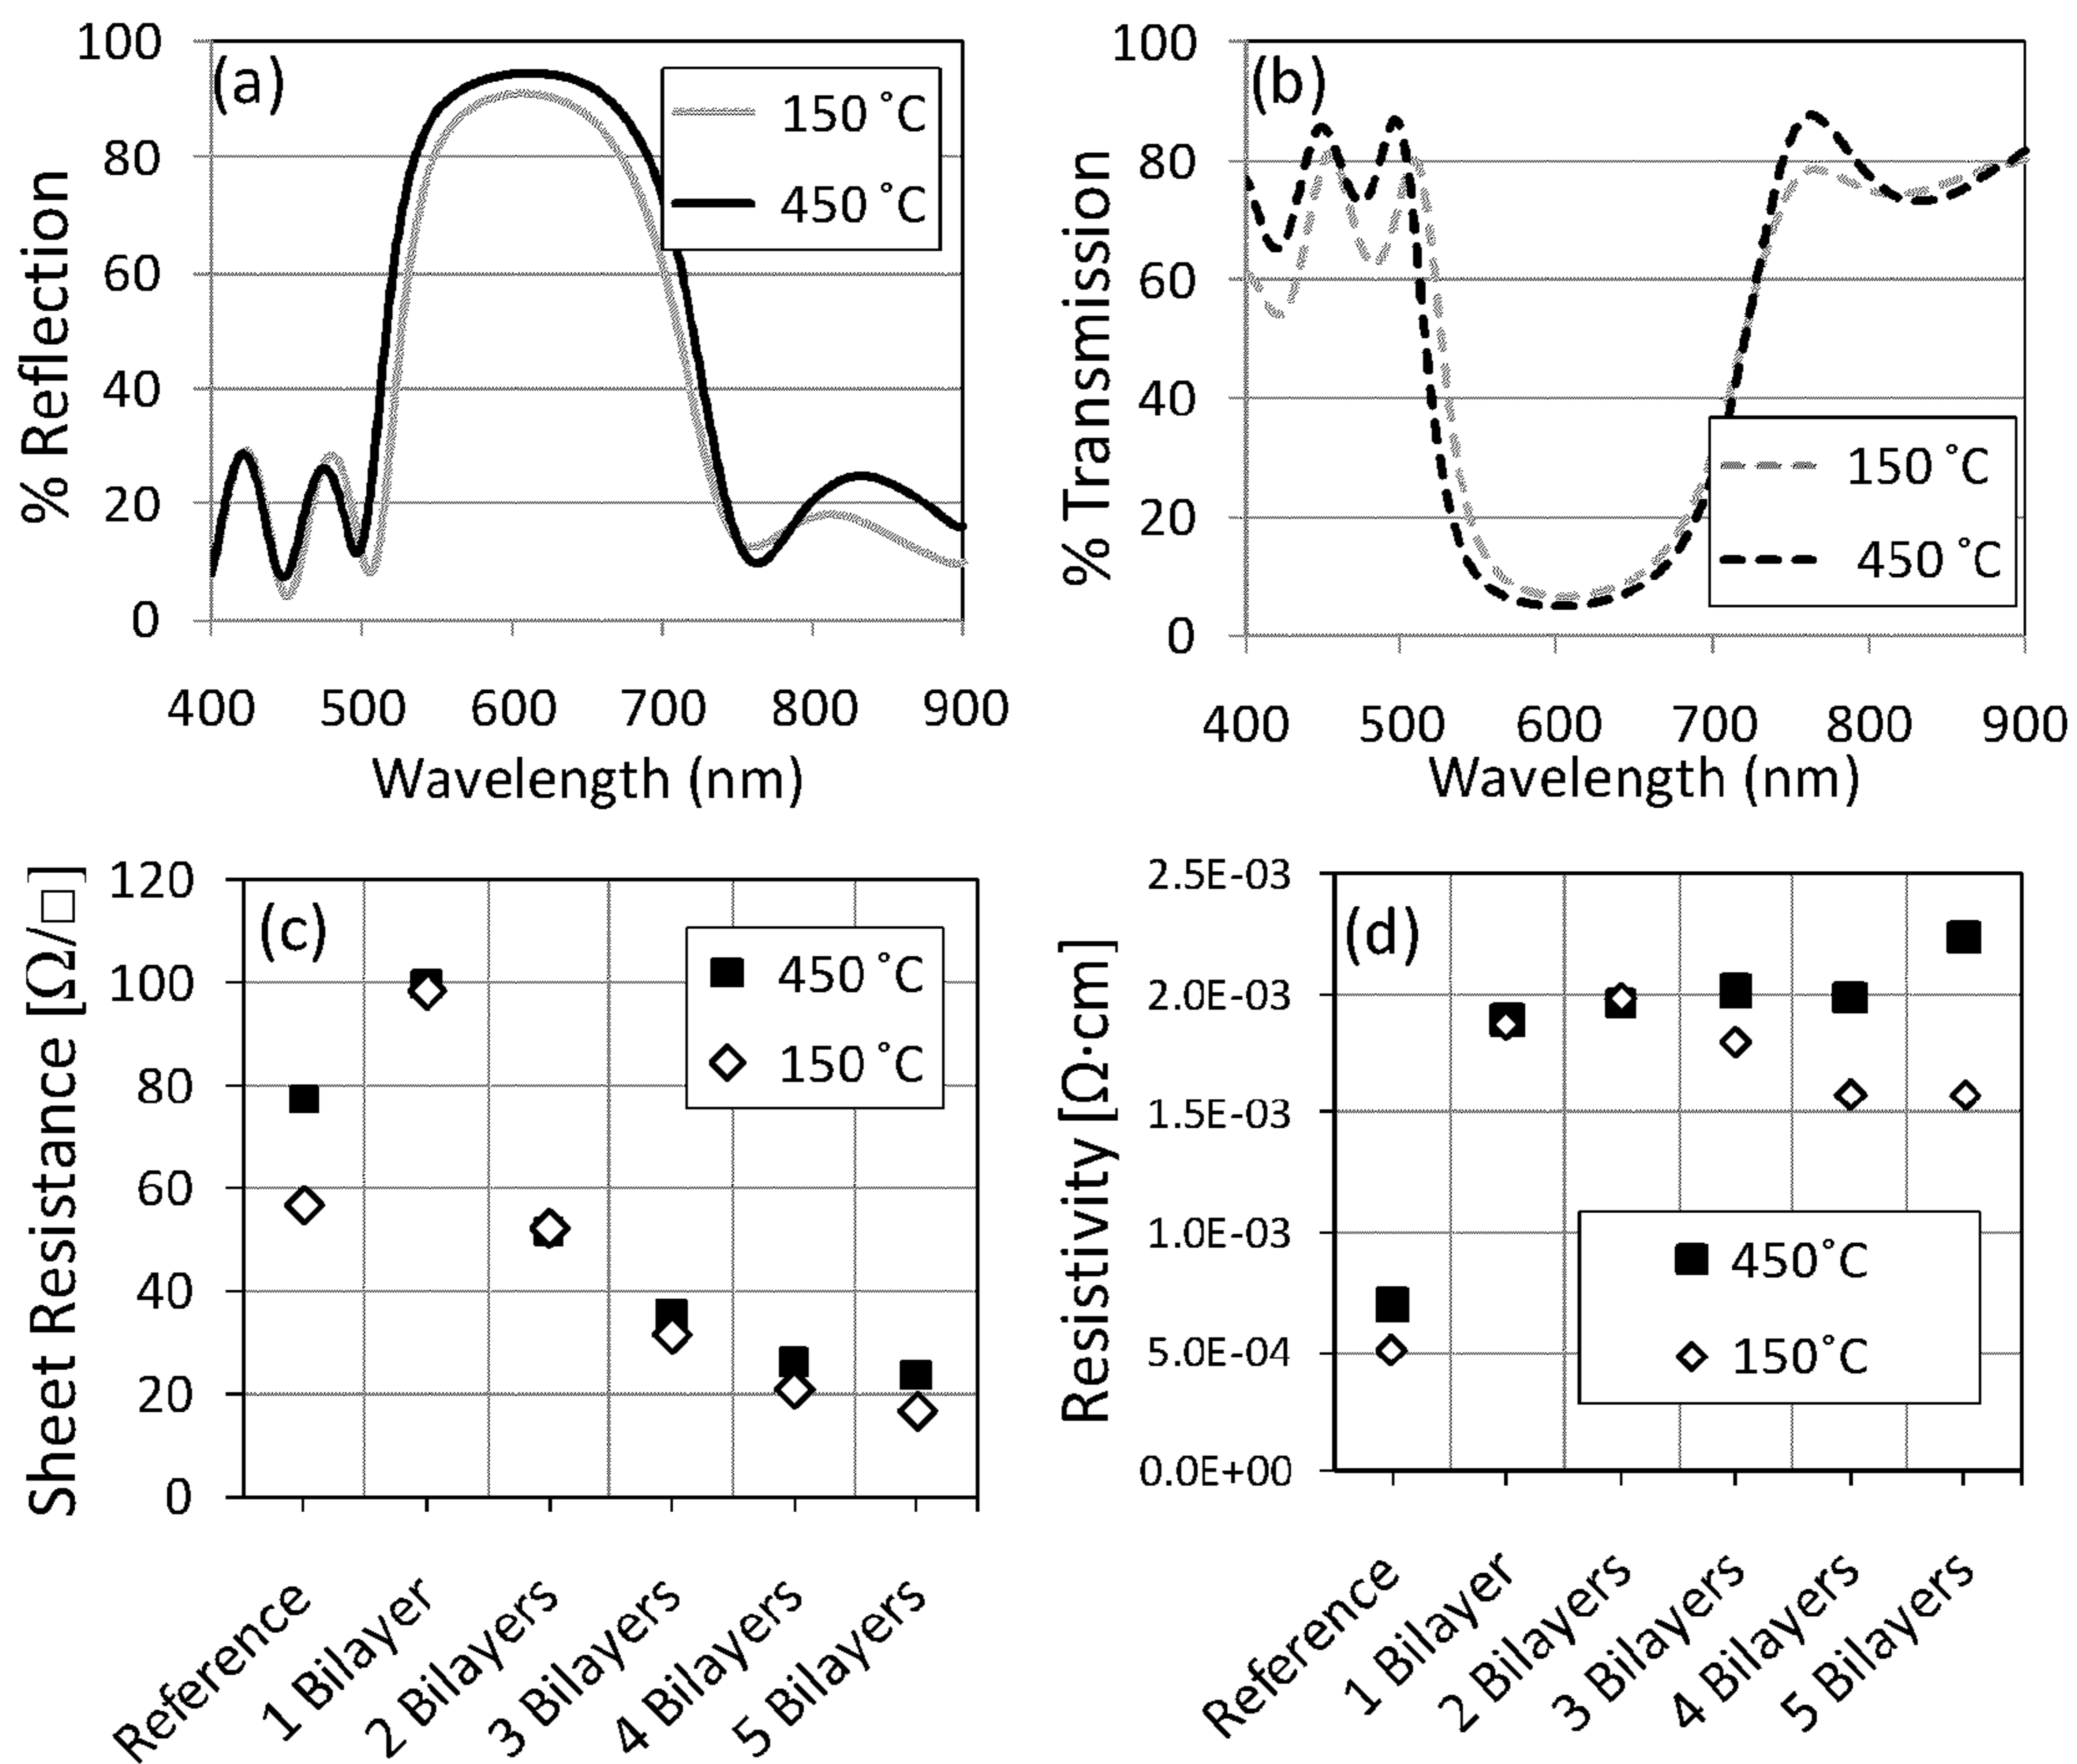 (a)
% Reflection
100
80
60
40
20
0
150 ˚C
450 ˚C
400 500 600 700 800 900
Wavelength (nm)
(b)
% Transmission
100
80
60
40
20
0
150 ˚C
450 ˚C
400 500 600 700 800 900
Wavelength (nm)
(c)
Sheet Resistance [Ω/□]
120
100
80
60
40
20
0
450 ˚C
150 ˚C
Reference
1 Bilayer
2 Bilayers
3 Bilayers
4 Bilayers
5 Bilayers
(d)
Resistivity [Ω·cm]
2.5E-03
2.0E-03
1.5E-03
1.0E-03
5.0E-04
0.0E+00
450˚C
150˚C
Reference
1 Bilayer
2 Bilayers
3 Bilayers
4 Bilayers
5 Bilayers